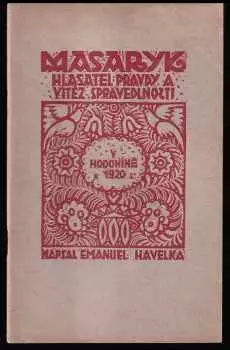 MASARYK
HLASATEL PRAVDY A
VÍTĚZ SPRAVEDLNOSTI
V
HODONÍNĚ
R 1920
NAPSAL EMANUEL HAVELKA